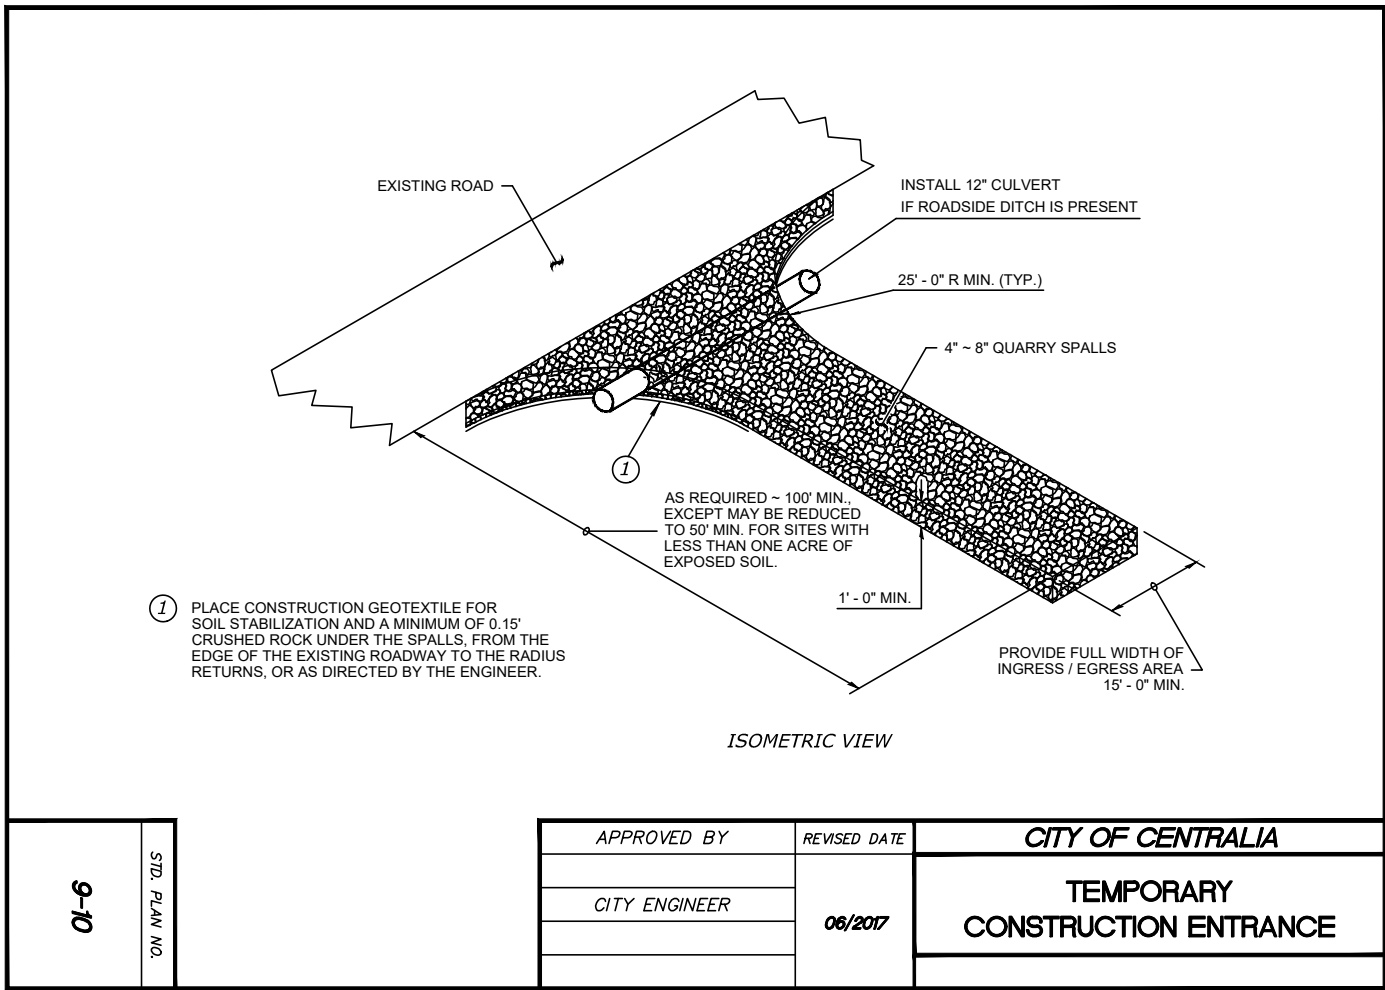 EXISTING ROAD
INSTALL 12" CULVERT
IF ROADSIDE DITCH IS PRESENT
25' - 0" R MIN. (TYP.)
4" ~ 8" QUARRY SPALLS
1
AS REQUIRED ~ 100' MIN.,
EXCEPT MAY BE REDUCED
TO 50' MIN. FOR SITES WITH
LESS THAN ONE ACRE OF
EXPOSED SOIL.
1' - 0" MIN.
1 PLACE CONSTRUCTION GEOTEXTILE FOR
SOIL STABILIZATION AND A MINIMUM OF 0.15'
CRUSHED ROCK UNDER THE SPALLS, FROM THE
EDGE OF THE EXISTING ROADWAY TO THE RADIUS
RETURNS, OR AS DIRECTED BY THE ENGINEER.
PROVIDE FULL WIDTH OF
INGRESS / EGRESS AREA
15' - 0" MIN.
ISOMETRIC VIEW
STD. PLAN NO.
9-10
APPROVED BY
CITY ENGINEER
REVISED DATE
06/2017
CITY OF CENTRALIA
TEMPORARY
CONSTRUCTION ENTRANCE